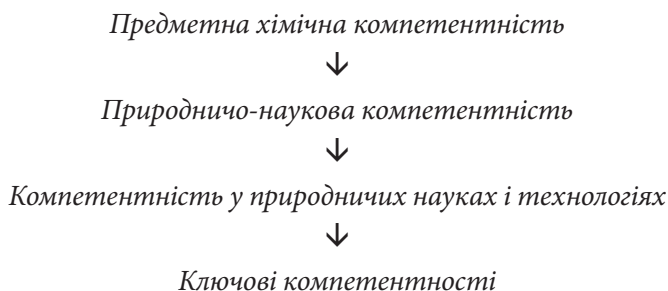 Предметна хімічна компетентність
↓
Природничо-наукова компетентність
↓
Компетентність у природничих науках і технологіях
↓
Ключові компетентності